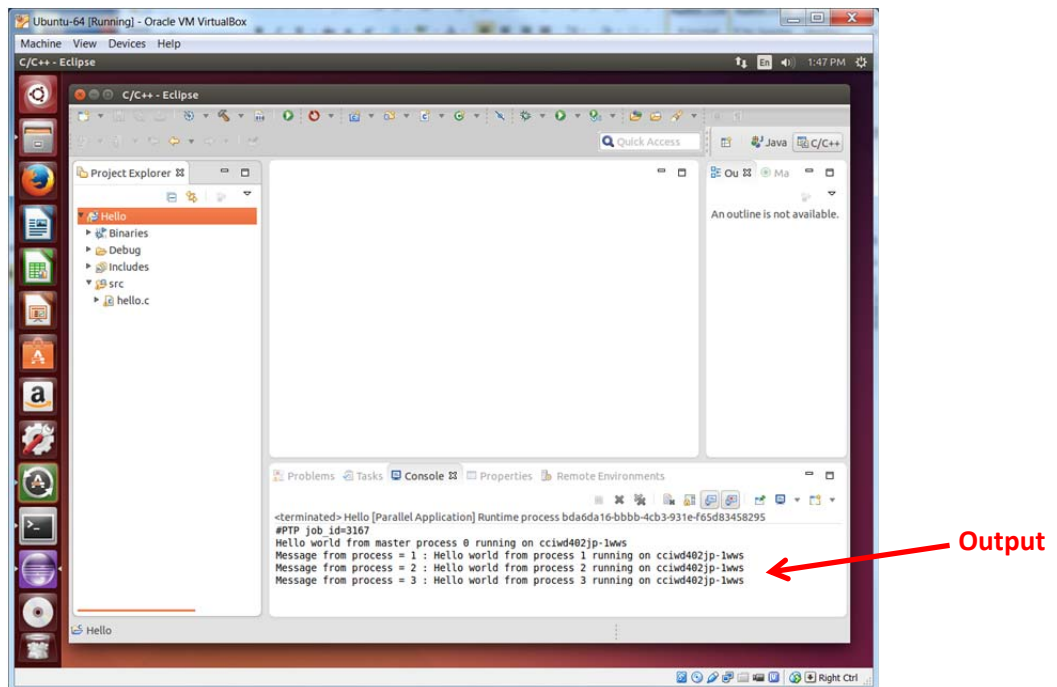 Ubuntu-64 [Running] - Oracle VM VirtualBox
Machine View Devices Help
C/C++ - Eclipse
En
1:47 PM
C/C++ - Eclipse
Quick Access
Java
C/C++
Project Explorer
Ou
Ma
Hello
Binaries
Debug
Includes
src
hello.c
An outline is not available.
Problems Tasks Console Properties Remote Environments
<terminated> Hello [Parallel Application] Runtime process bda6da16-bbbb-4cb3-931e-f65d83458295
#PTP job_id=3167
Hello world from master process 0 running on cciwd402jp-1wws
Message from process = 1 : Hello world from process 1 running on cciwd402jp-1wws
Message from process = 2 : Hello world from process 2 running on cciwd402jp-1wws
Message from process = 3 : Hello world from process 3 running on cciwd402jp-1wws
Output
Hello
Right Ctrl